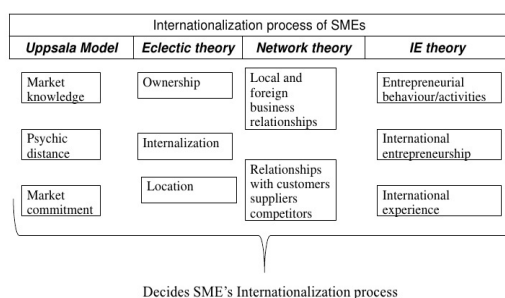 Internationalization process of SMEs
Uppsala Model
Eclectic theory
Network theory
IE theory
Market
knowledge
Psychic
distance
Market
commitment
Ownership
Internalization
Location
Local and
foreign
business
relationships
Relationships
with customers
suppliers
competitors
Entrepreneurial
behaviour/activities
International
entrepreneurship
International
experience
Decides SME’s Internationalization process